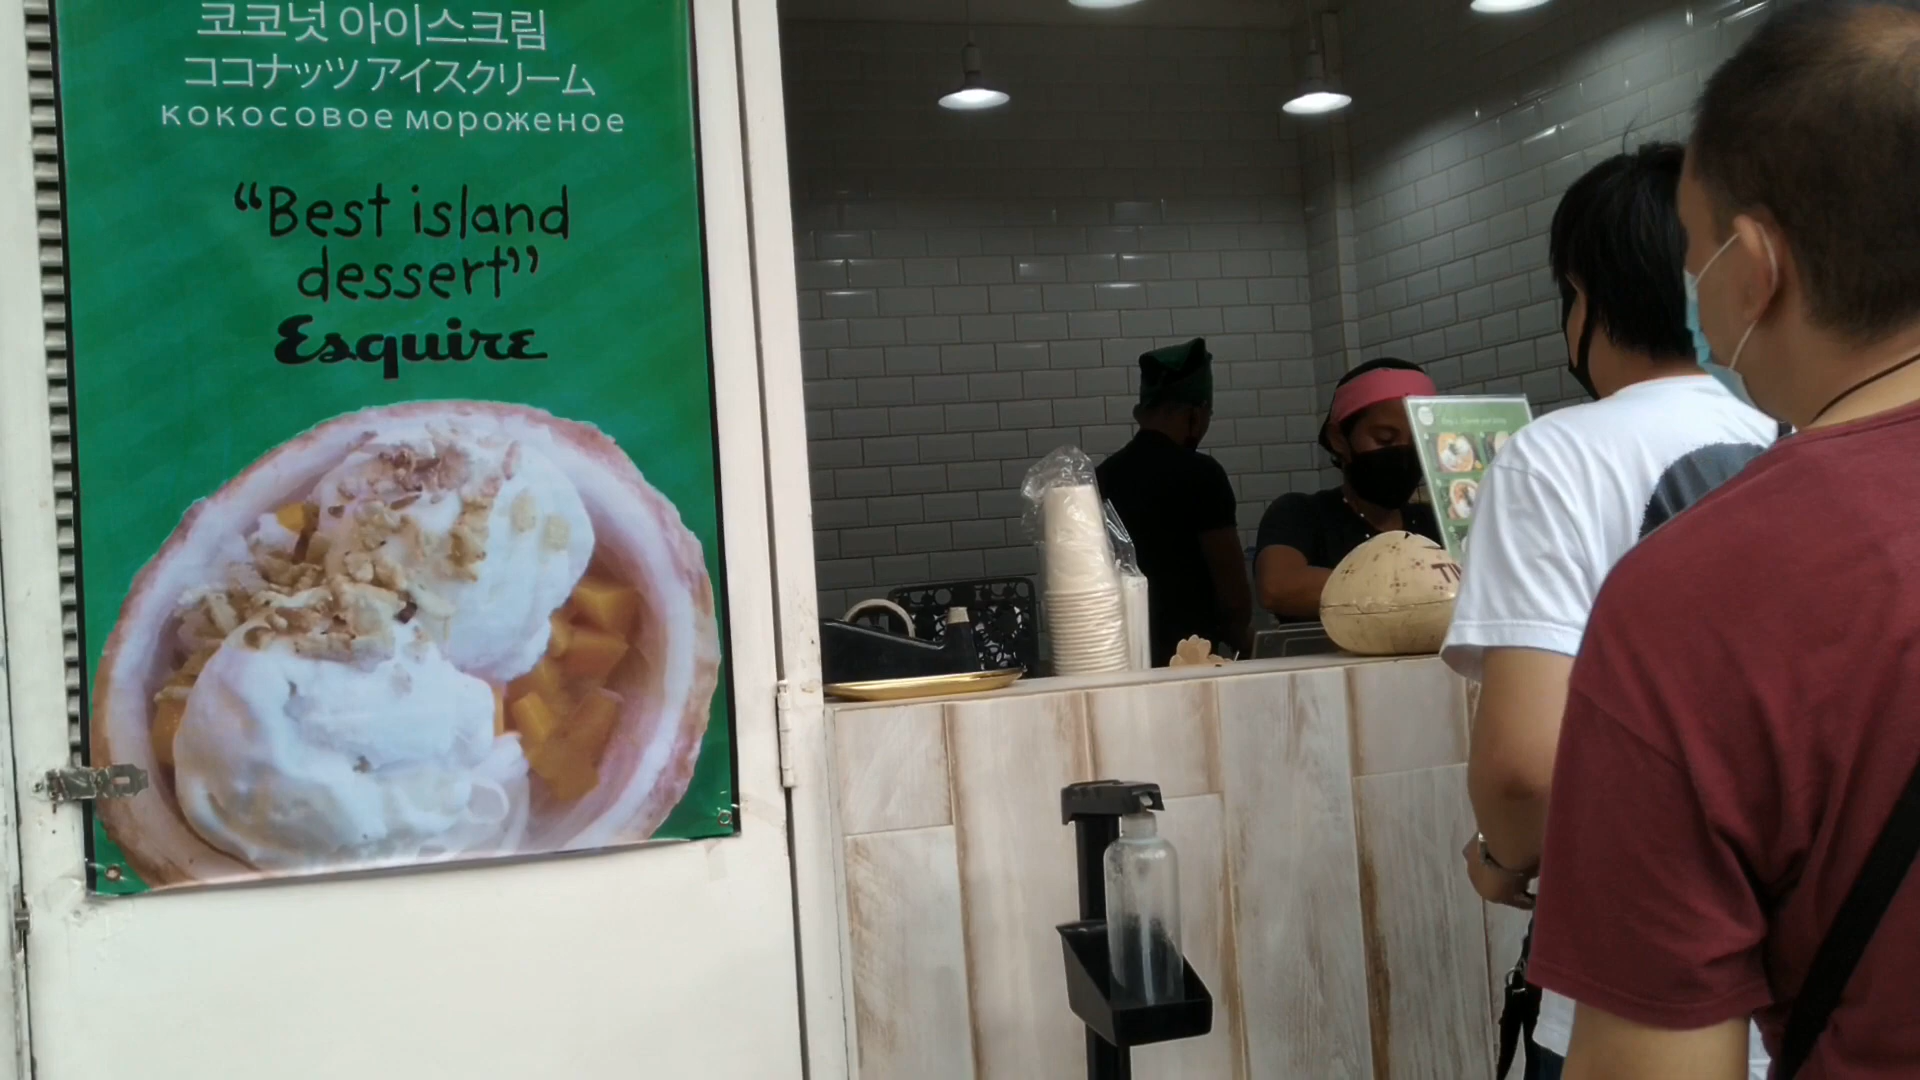 코코넛 아이스크림
ココナッツ アイスクリーム
кокосовое мороженое
“Best island
dessert”
Esquire